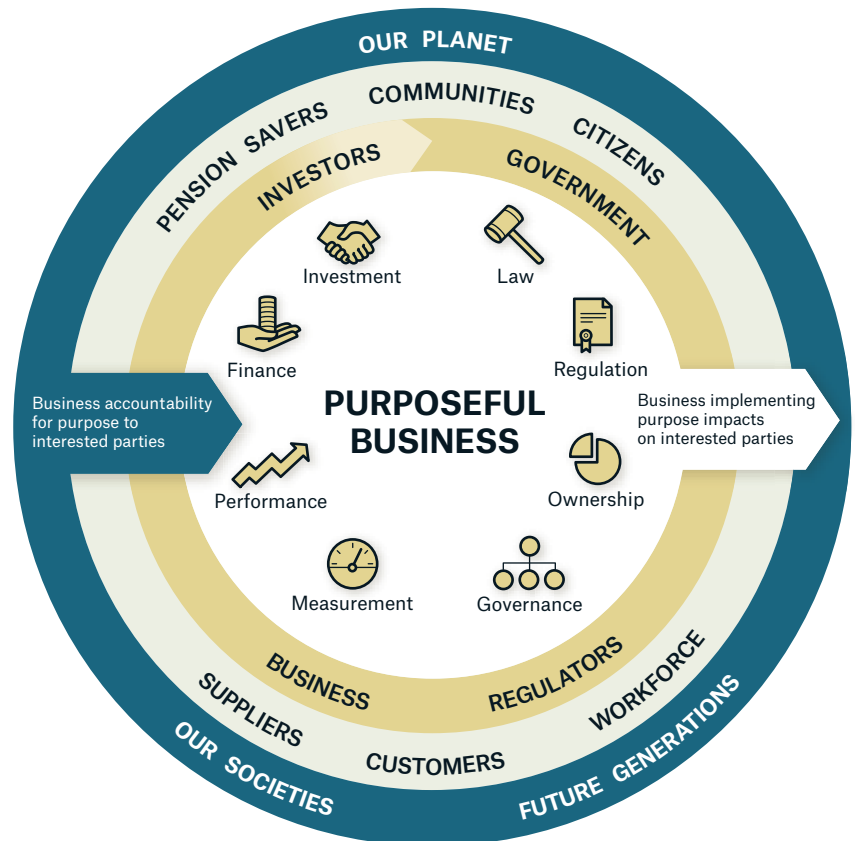 OUR PLANET
COMMUNITIES
PENSION SAVERS
CITIZENS
INVESTORS
GOVERNMENT
Investment
Law
Finance
Regulation
PURPOSEFUL
BUSINESS
Business accountability
for purpose to
interested parties
Business implementing
purpose impacts
on interested parties
Performance
Ownership
Measurement
Governance
BUSINESS
REGULATORS
SUPPLIERS
CUSTOMERS
WORKFORCE
OUR SOCIETIES
FUTURE GENERATIONS